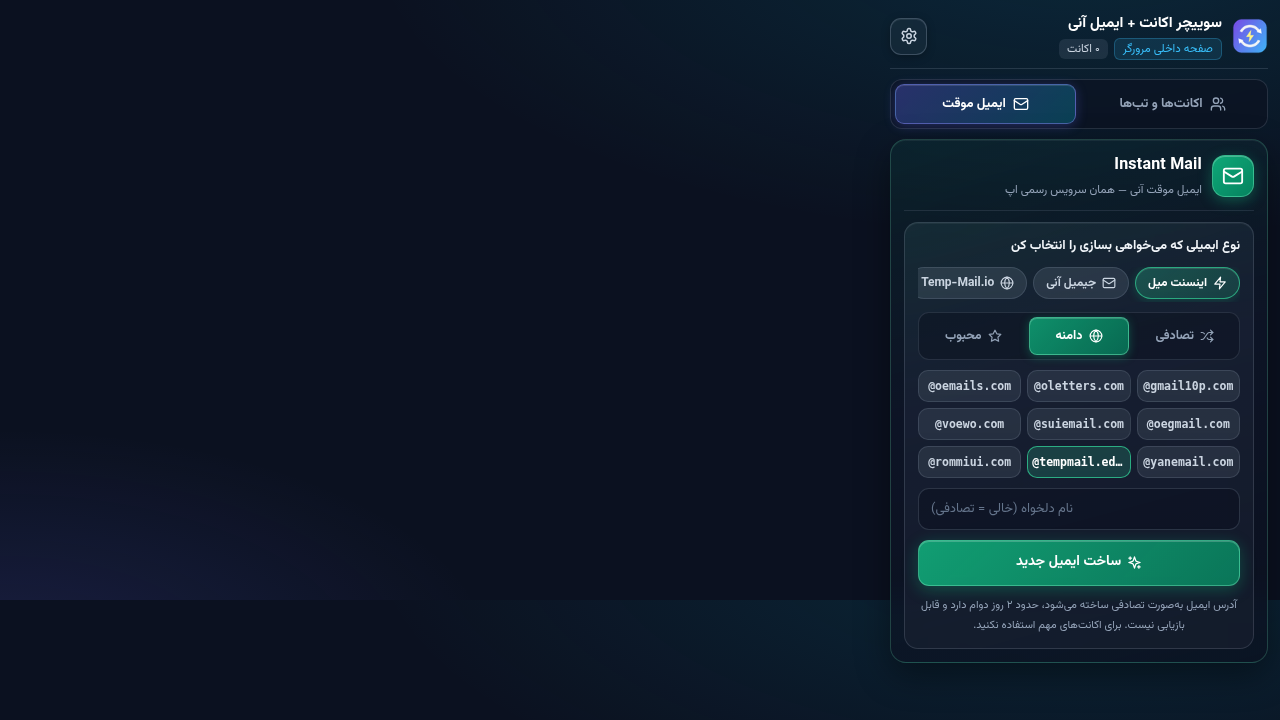 سوییچر اکانت + ایمیل آنی
صفحه داخلی مرورگر
۰ اکانت
اکانت‌ها و تب‌ها
ایمیل موقت
Instant Mail
ایمیل موقت آنی — همان سرویس رسمی اپ
نوع ایمیلی که می‌خواهی بسازی را انتخاب کن
اینستنت میل
جیمیل آنی
Temp-Mail.io
تصادفی
دامنه
محبوب
@gmail10p.com
@oletters.com
@oemails.com
@oegmail.com
@suiemail.com
@voewo.com
@yanemail.com
@tempmail.ed…
@rommiui.com
نام دلخواه (خالی = تصادفی)
ساخت ایمیل جدید
آدرس ایمیل به‌صورت تصادفی ساخته می‌شود، حدود ۲ روز دوام دارد و قابل
بازیابی نیست. برای اکانت‌های مهم استفاده نکنید.